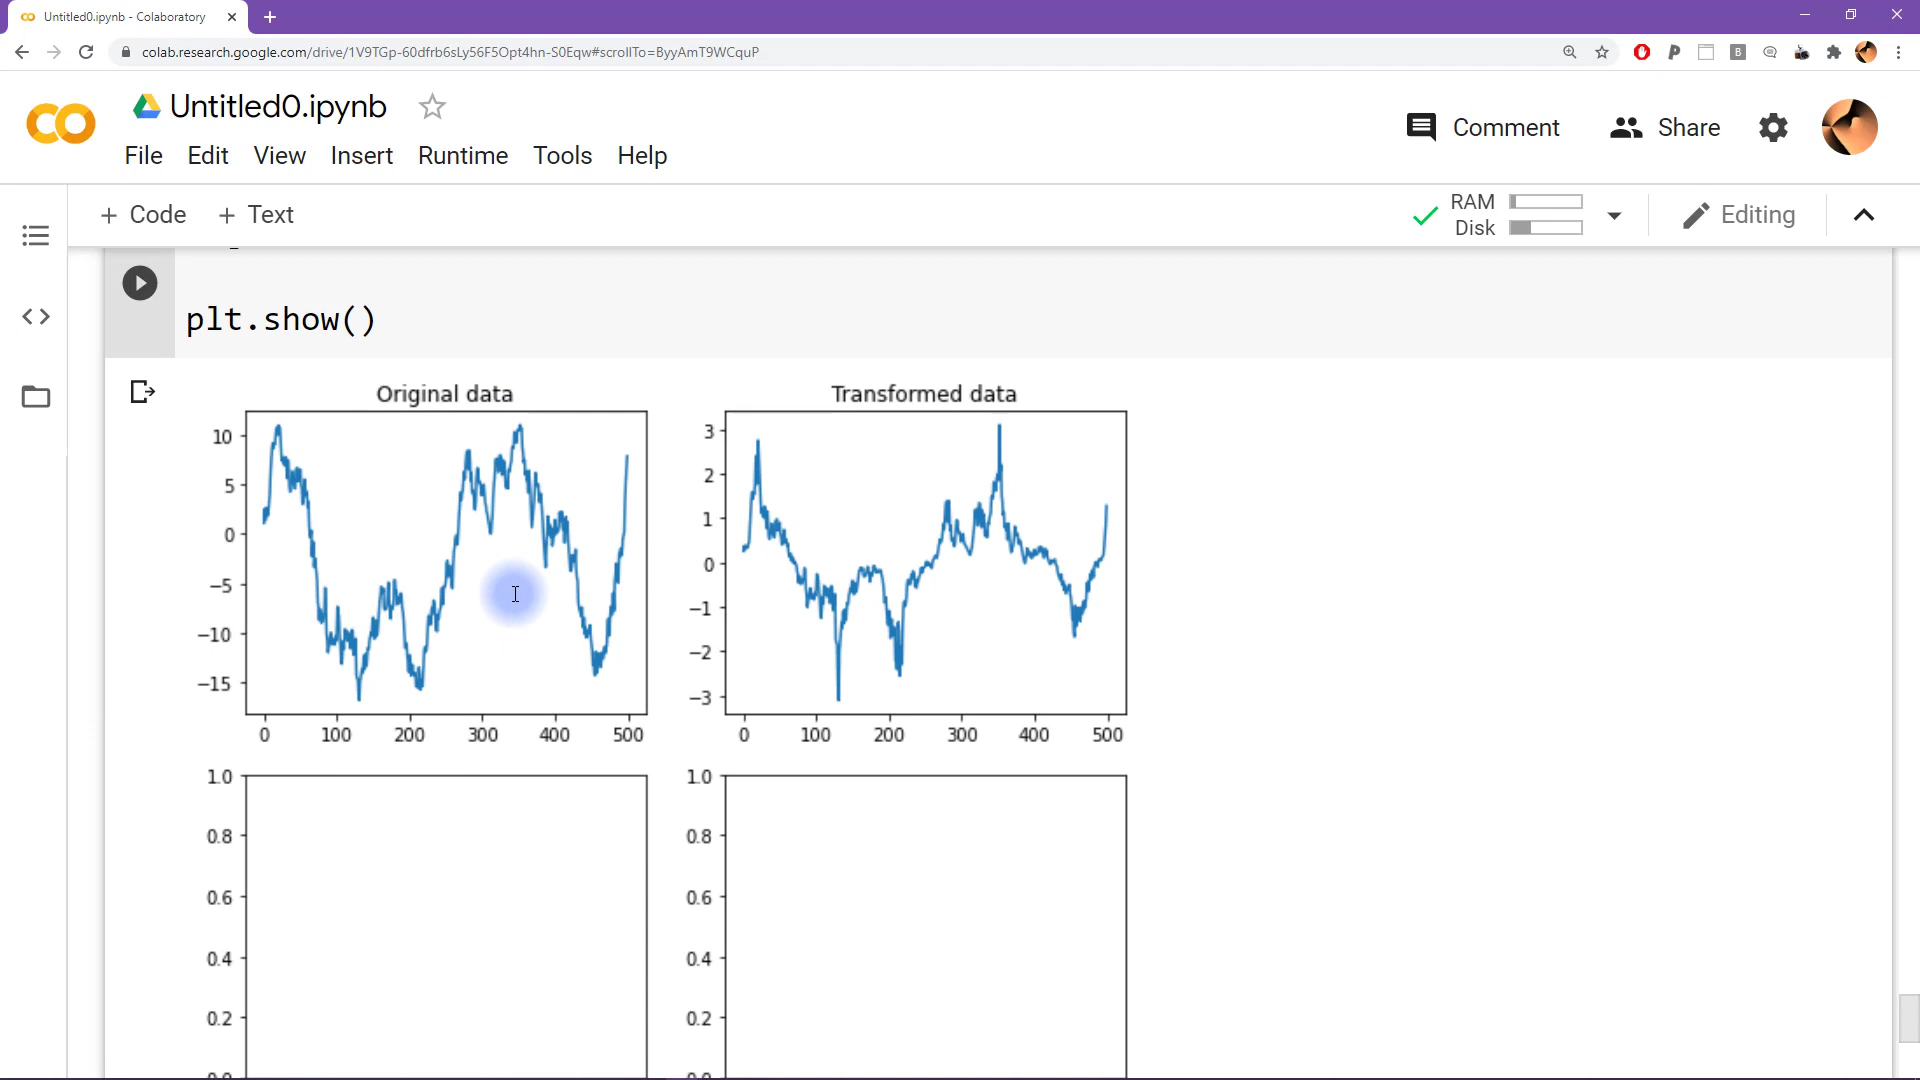 Untitled0.ipynb - Colaboratory
colab.research.google.com/drive/1V9TGp-60dfrb6sLy56F5Opt4hn-S0Eqw#scrollTo=ByyAmT9WCquP
Untitled0.ipynb
File Edit View Insert Runtime Tools Help
Comment Share
+ Code + Text
RAM
Disk
Editing
plt.show()
Original data
10
5
0
−5
−10
−15
0 100 200 300 400 500
Transformed data
3
2
1
0
−1
−2
−3
0 100 200 300 400 500
1.0
0.8
0.6
0.4
0.2
1.0
0.8
0.6
0.4
0.2